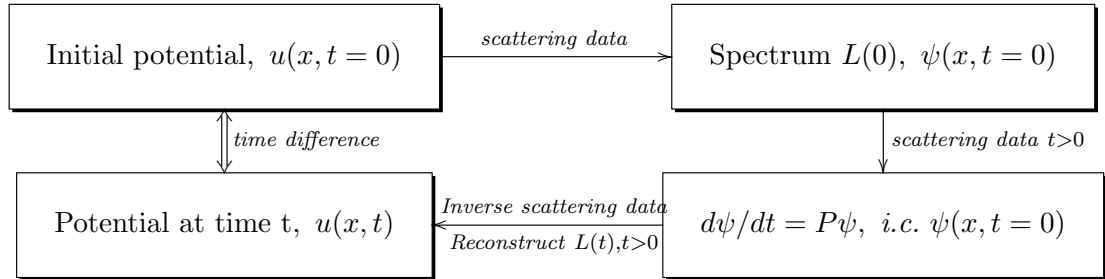 Initial potential, u(x, t = 0)
scattering data
Spectrum L(0), ψ(x, t = 0)
time difference
scattering data t>0
Potential at time t, u(x, t)
Inverse scattering data
Reconstruct L(t),t>0
dψ/dt = Pψ, i.c. ψ(x, t = 0)